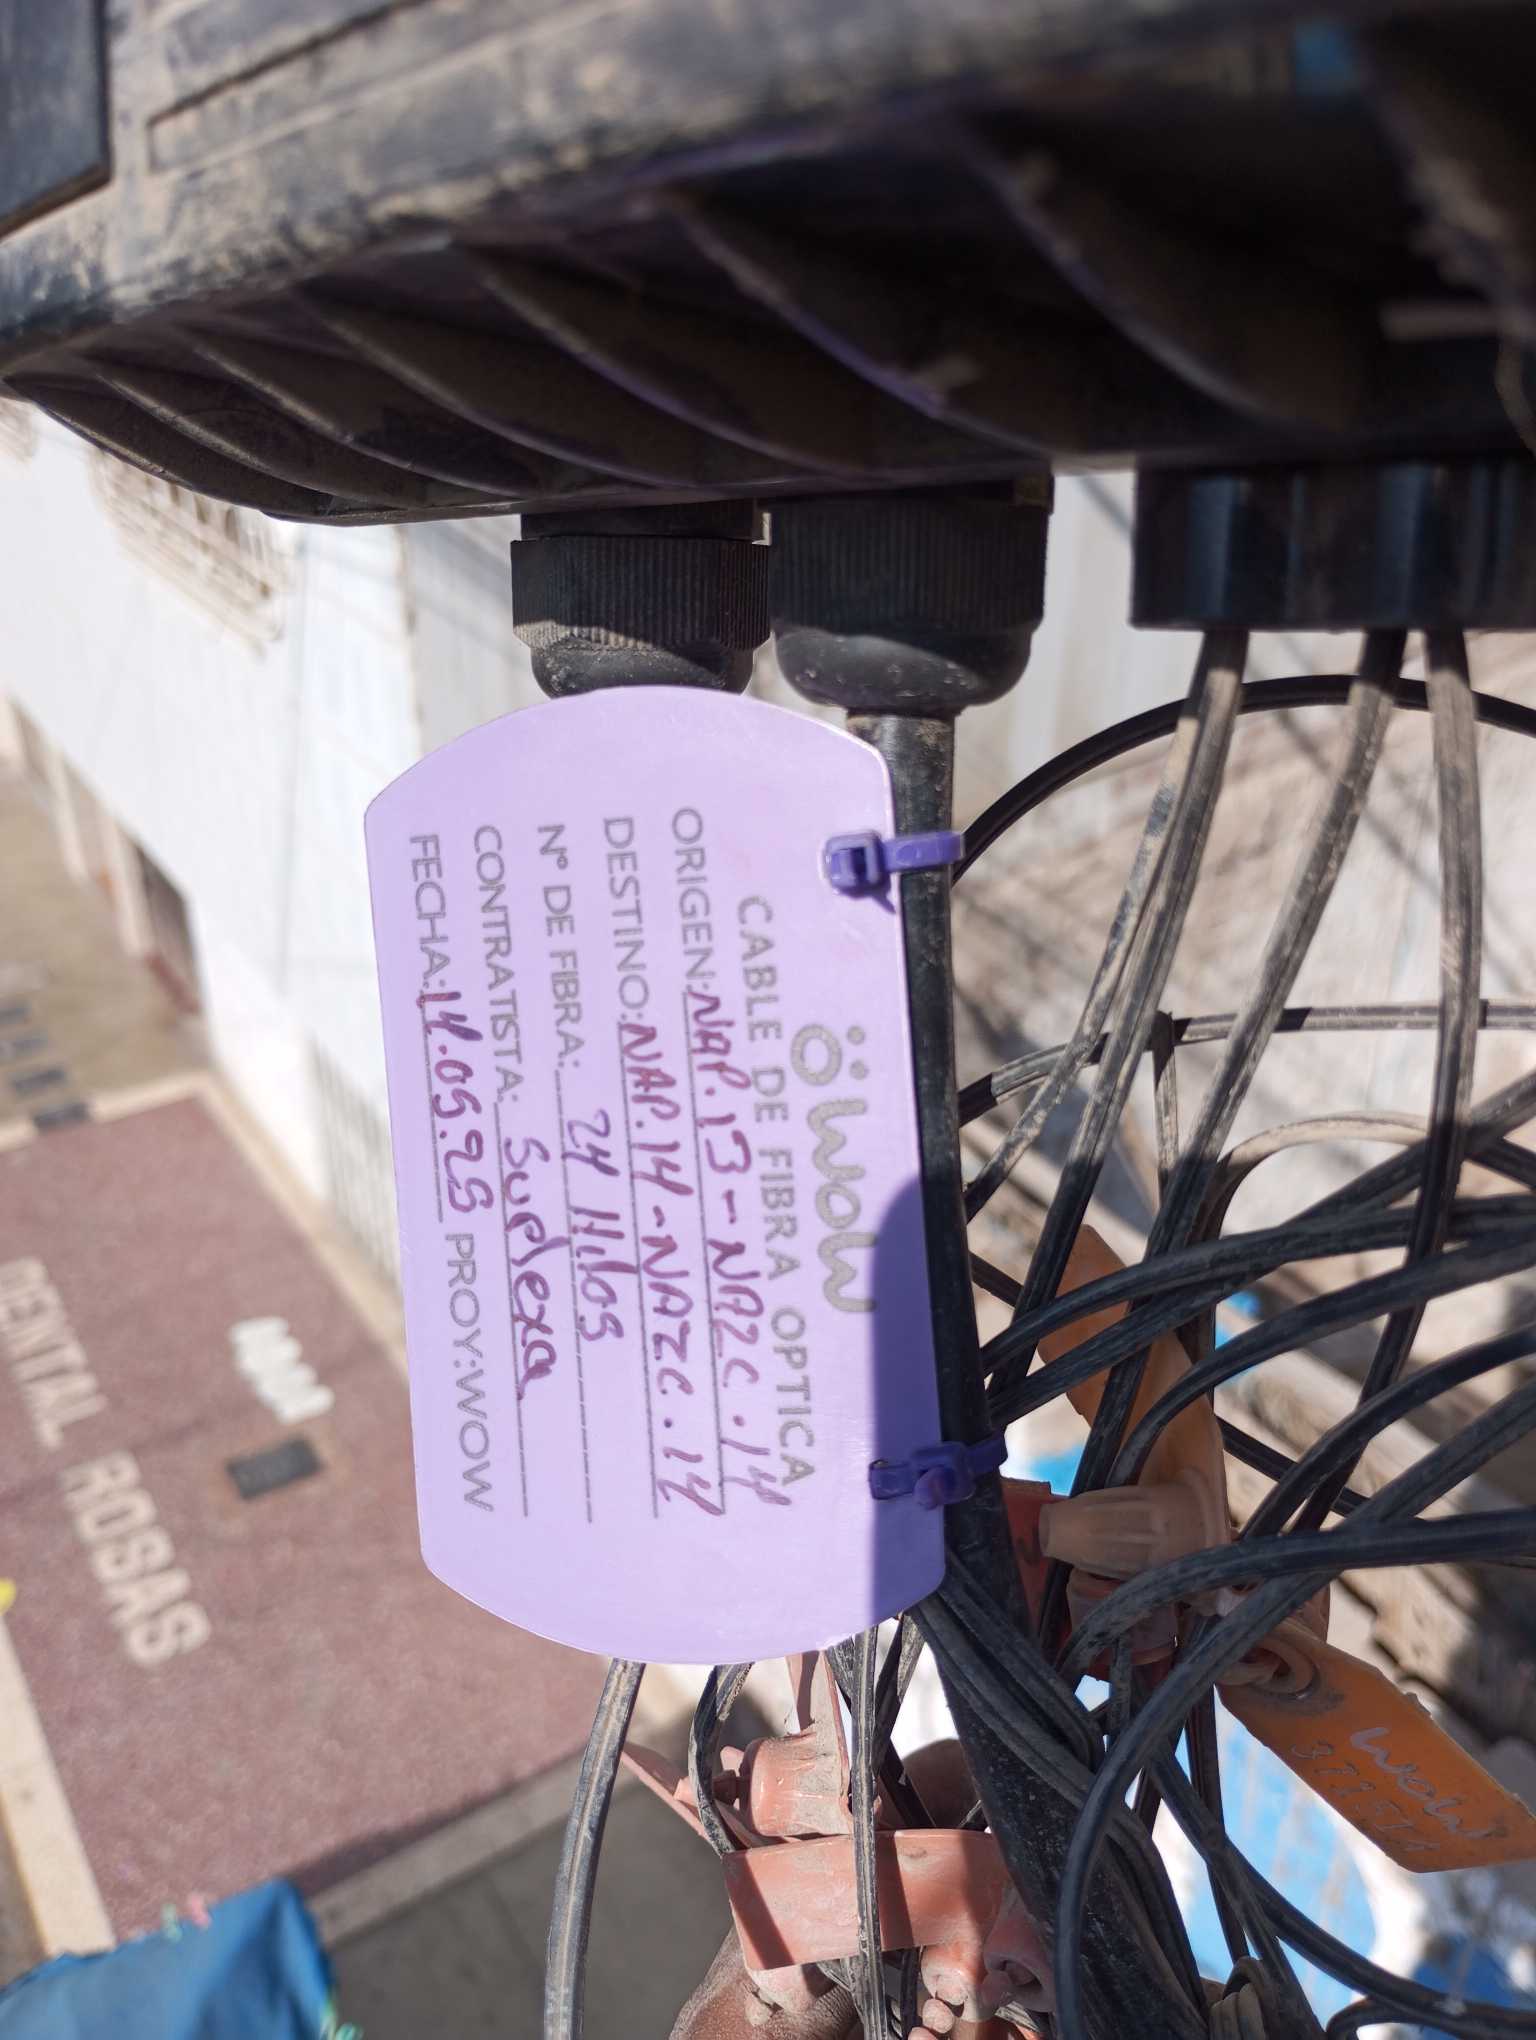 wow
CABLE DE FIBRA OPTICA
ORIGEN: NAP.13-NAZC.14
DESTINO: NAP.14-NAZC.14
N° DE FIBRA: 24 Hilos
CONTRATISTA: Suplexa
FECHA: 14.05.25 PROY:WOW
DENTAL ROSAS
wow